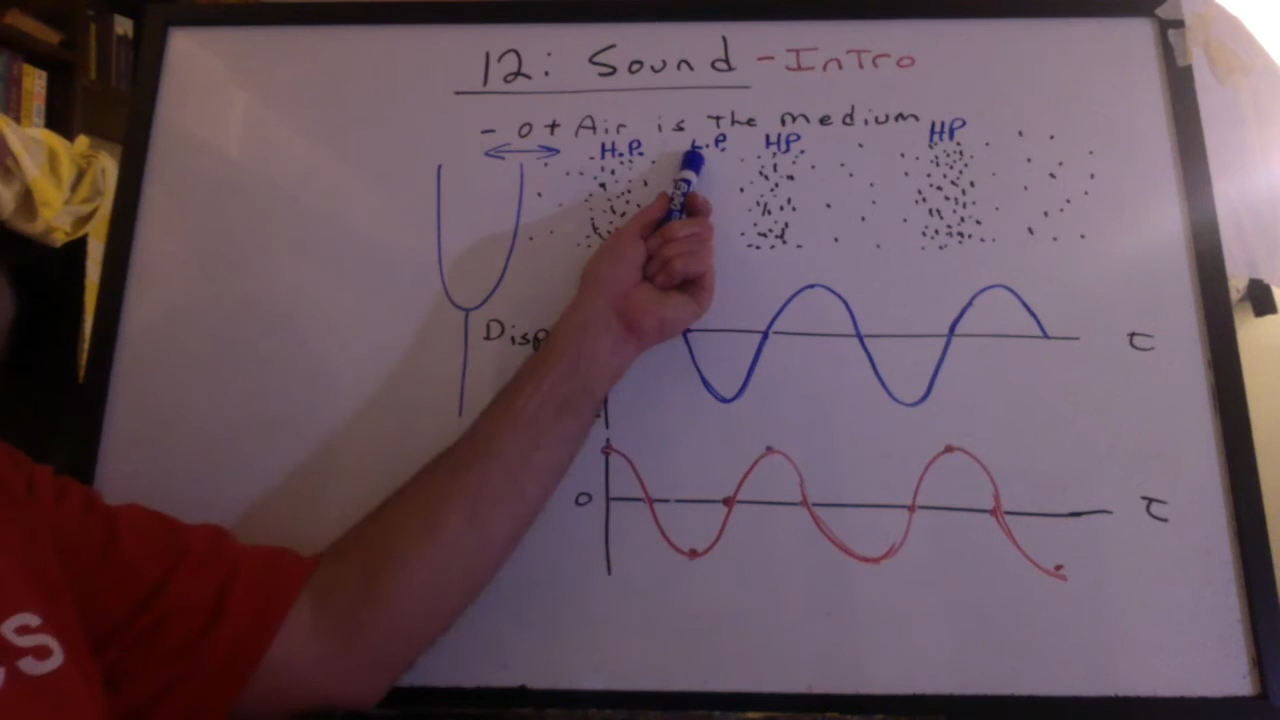 12: Sound - Intro
- 0 + Air is the medium
H.P. L.P HP. HP
Disp
τ
0
τ